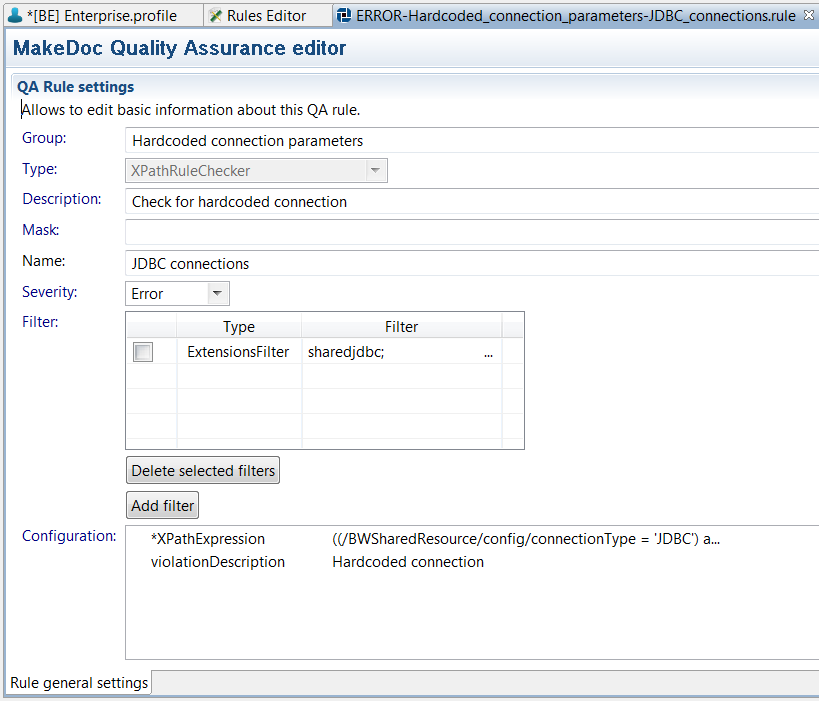 *[BE] Enterprise.profile Rules Editor ERROR-Hardcoded_connection_parameters-JDBC_connections.rule
MakeDoc Quality Assurance editor
QA Rule settings
Allows to edit basic information about this QA rule.
Group: Hardcoded connection parameters
Type: XPathRuleChecker
Description: Check for hardcoded connection
Mask:
Name: JDBC connections
Severity: Error
Filter: Type Filter
ExtensionsFilter sharedjdbc; ...
Delete selected filters
Add filter
Configuration: *XPathExpression ((/BWSharedResource/config/connectionType = 'JDBC') a...
violationDescription Hardcoded connection
Rule general settings